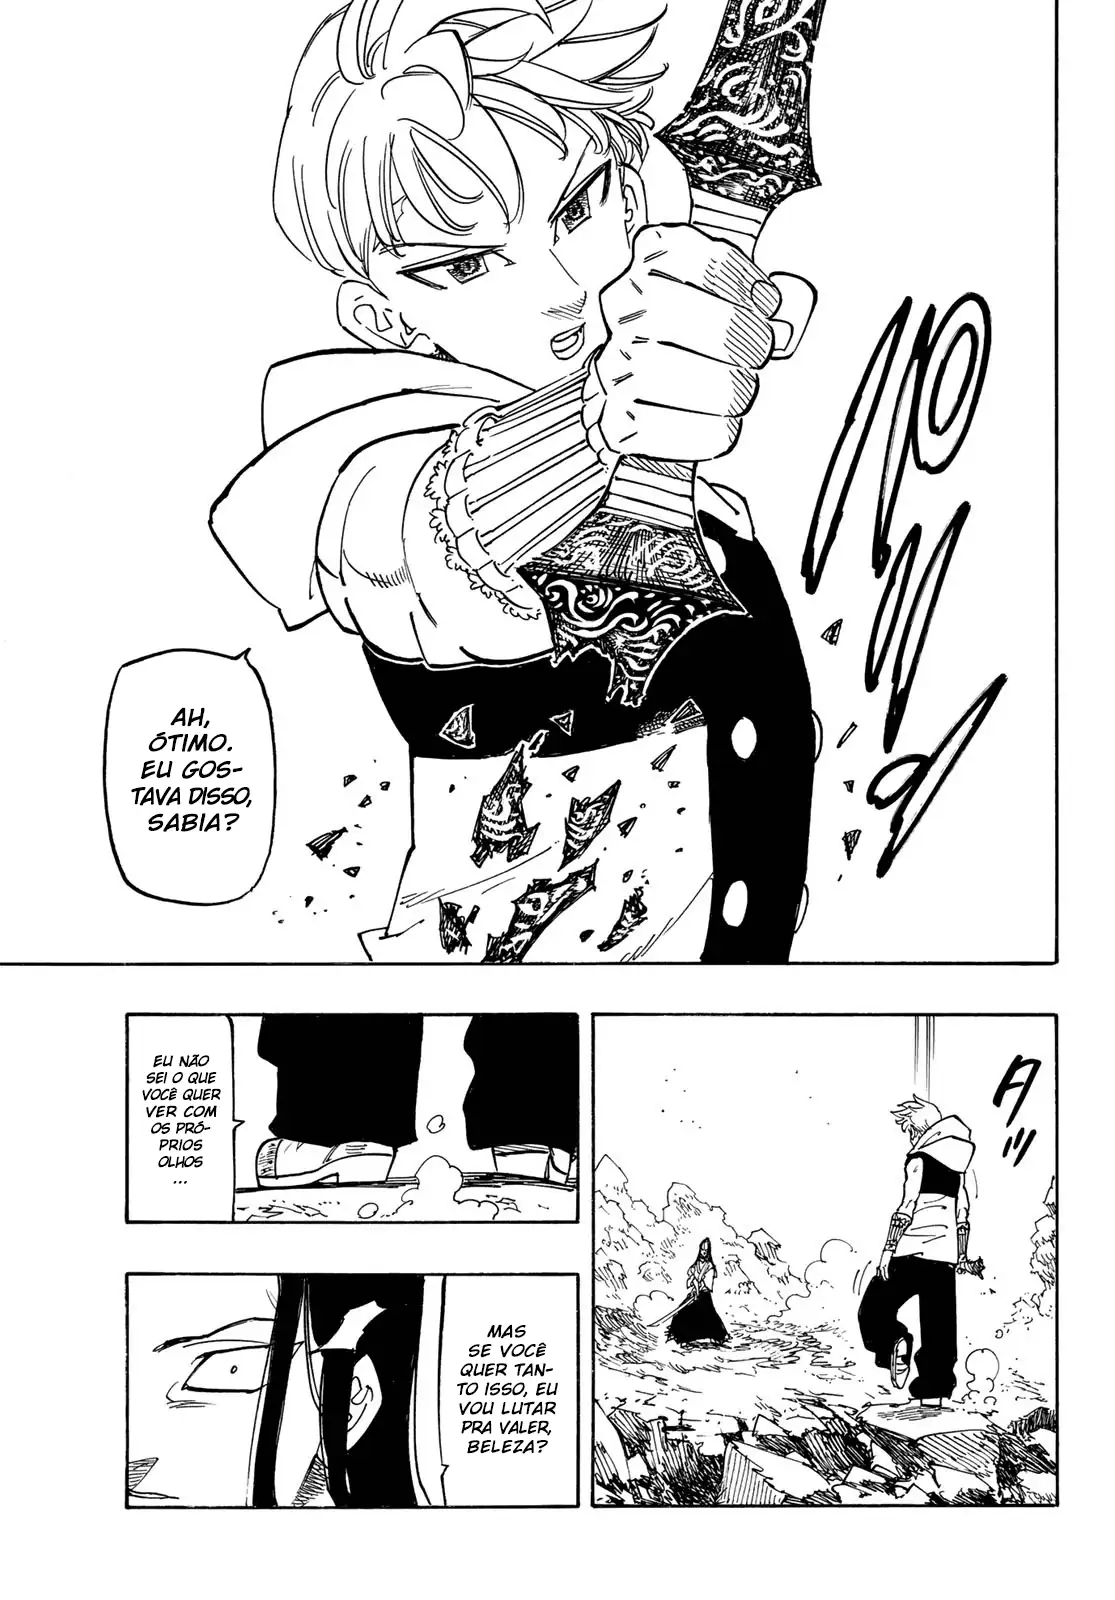 AH,
ÓTIMO.
EU GOS-
TAVA DISSO,
SABIA?
EU NÃO
SEI O QUE
VOCÊ QUER
VER COM
OS PRÓ-
PRIOS
OLHOS
...
MAS
SE VOCÊ
QUER TAN-
TO ISSO, EU
VOU LUTAR
PRA VALER,
BELEZA?